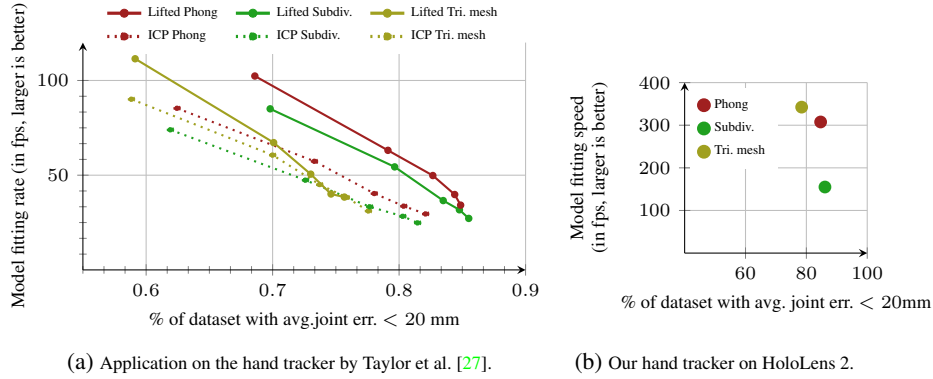 Lifted Phong Lifted Subdiv. Lifted Tri. mesh
ICP Phong ICP Subdiv. ICP Tri. mesh
Model fitting rate (in fps, larger is better)
100
50
0.6 0.7 0.8 0.9
% of dataset with avg.joint err. < 20 mm
(a) Application on the hand tracker by Taylor et al. [27].
Model fitting speed
(in fps, larger is better)
400
300
200
100
Phong
Subdiv.
Tri. mesh
60 80 100
% of dataset with avg. joint err. < 20mm
(b) Our hand tracker on HoloLens 2.